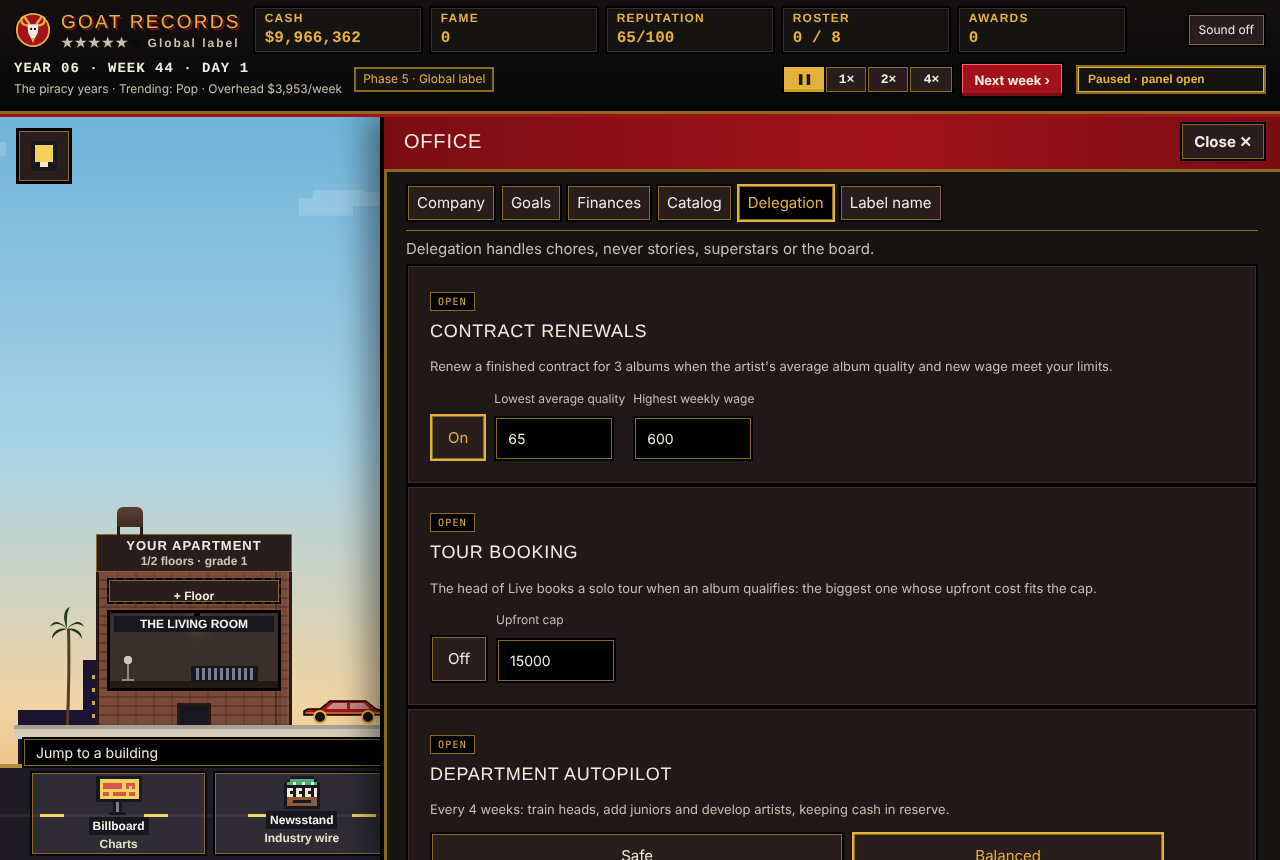 GOAT RECORDS
★★★★★ Global label
CASH
$9,966,362
FAME
0
REPUTATION
65/100
ROSTER
0 / 8
AWARDS
0
Sound off
YEAR 06 · WEEK 44 · DAY 1
The piracy years · Trending: Pop · Overhead $3,953/week
Phase 5 · Global label
❚❚
1×
2×
4×
Next week ›
Paused · panel open
OFFICE
Close ✕
Company
Goals
Finances
Catalog
Delegation
Label name
Delegation handles chores, never stories, superstars or the board.
OPEN
CONTRACT RENEWALS
Renew a finished contract for 3 albums when the artist's average album quality and new wage meet your limits.
Lowest average quality
Highest weekly wage
On
65
600
OPEN
TOUR BOOKING
The head of Live books a solo tour when an album qualifies: the biggest one whose upfront cost fits the cap.
Upfront cap
Off
15000
OPEN
DEPARTMENT AUTOPILOT
Every 4 weeks: train heads, add juniors and develop artists, keeping cash in reserve.
Safe
Balanced
YOUR APARTMENT
1/2 floors · grade 1
+ Floor
THE LIVING ROOM
Jump to a building
Billboard
Charts
Newsstand
Industry wire